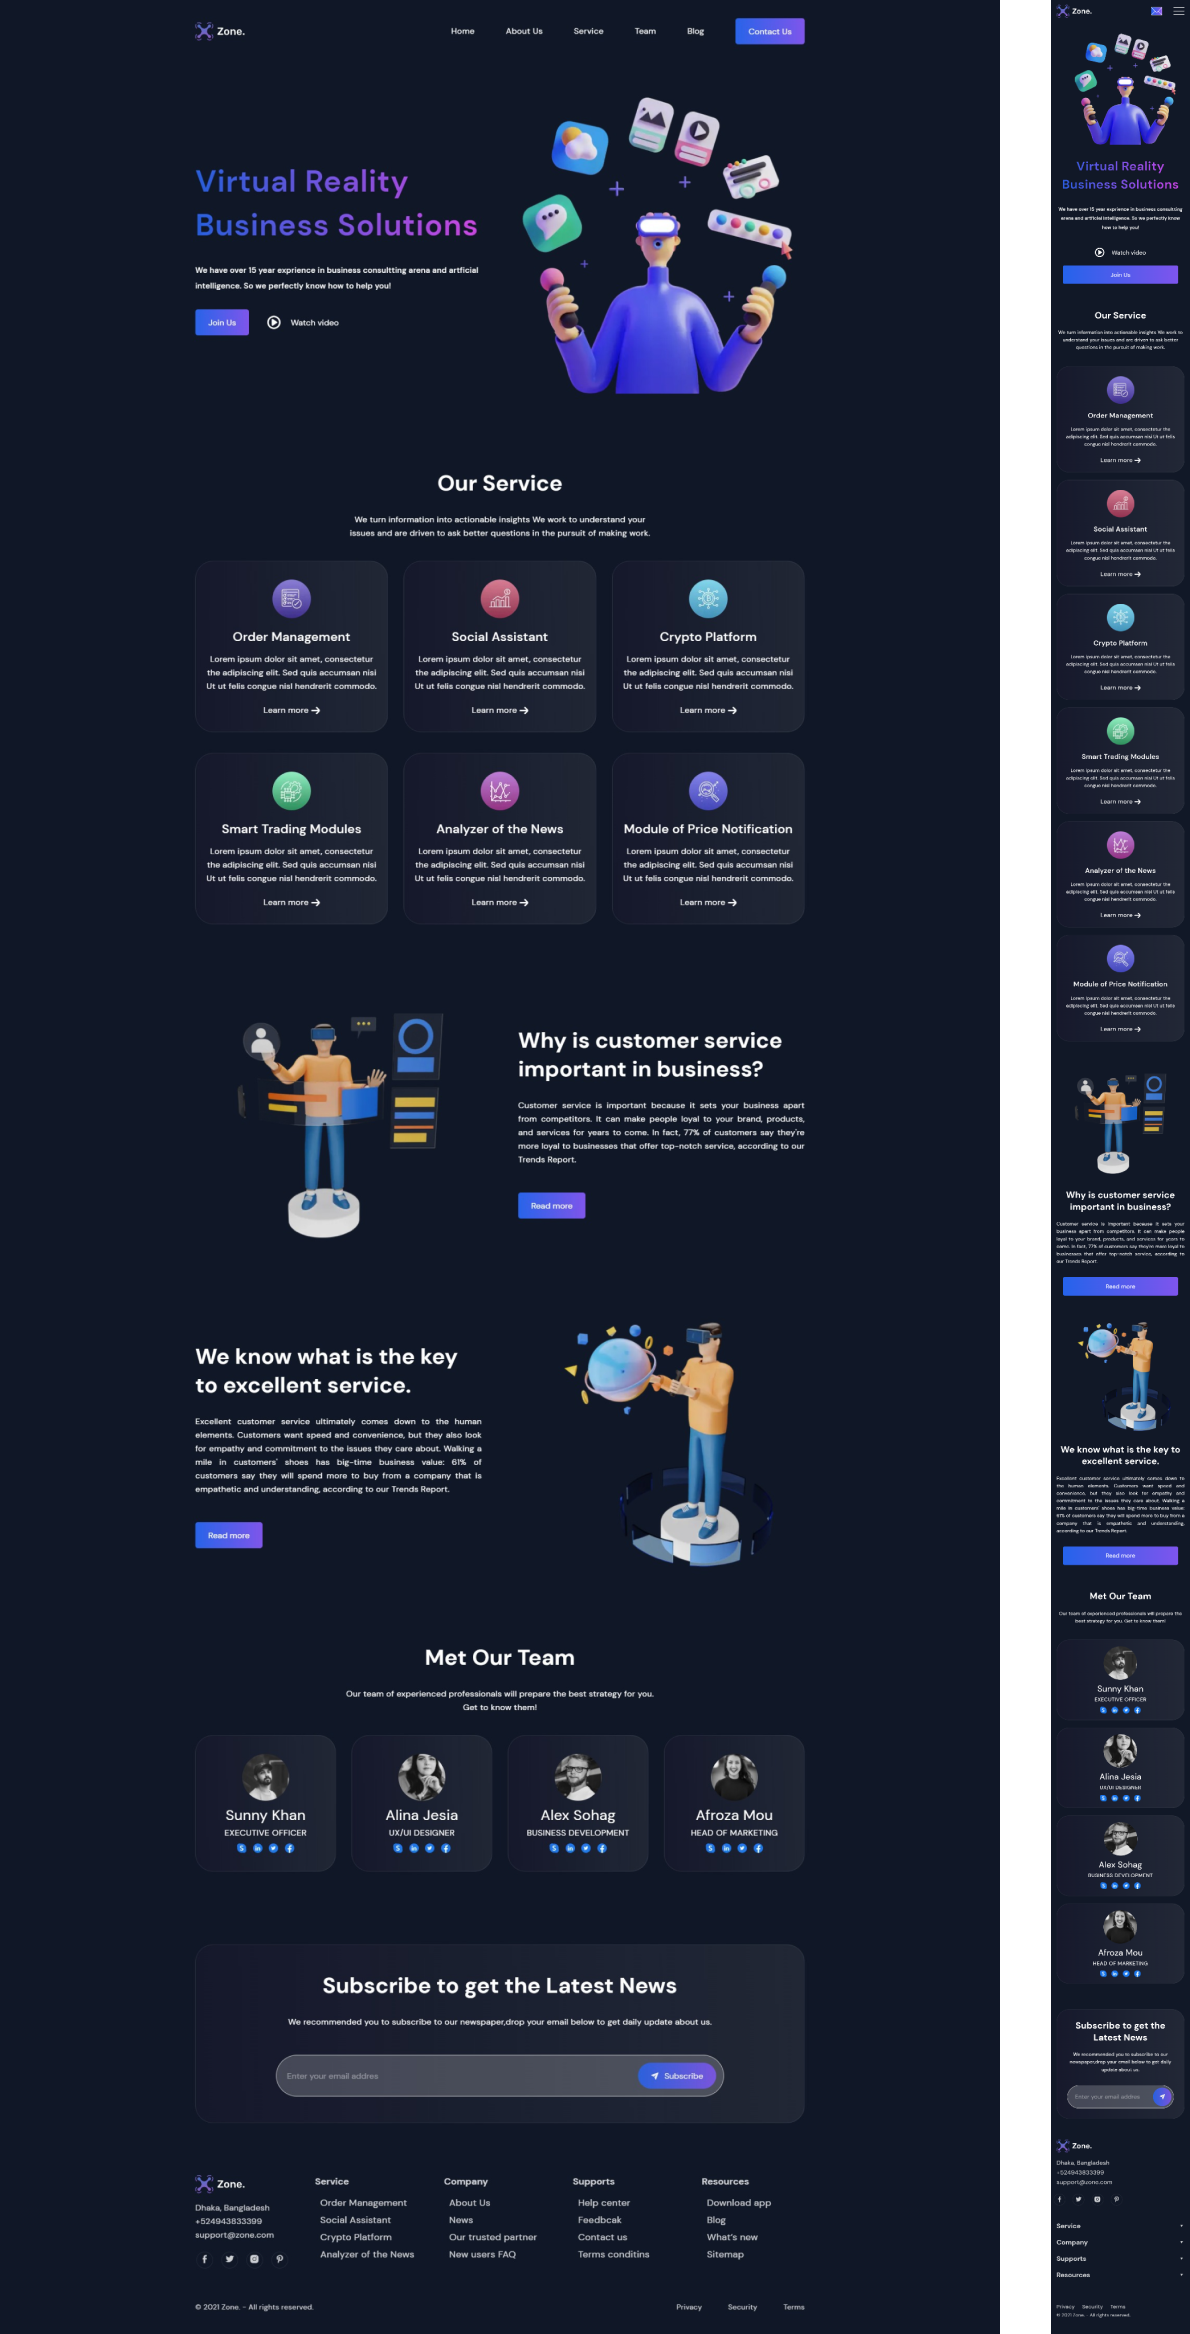 Zone.
Home
About Us
Service
Team
Blog
Contact Us
Virtual Reality
Business Solutions
We have over 15 year exprience in business consultting arena and artficial
intelligence. So we perfectly know how to help you!
Join Us
Watch video
Our Service
We turn information into actionable insights We work to understand your
issues and are driven to ask better questions in the pursuit of making work.
Order Management
Lorem ipsum dolor sit amet, consectetur
the adipiscing elit. Sed quis accumsan nisi
Ut ut felis congue nisl hendrerit commodo.
Learn more
Social Assistant
Lorem ipsum dolor sit amet, consectetur
the adipiscing elit. Sed quis accumsan nisi
Ut ut felis congue nisl hendrerit commodo.
Learn more
Crypto Platform
Lorem ipsum dolor sit amet, consectetur
the adipiscing elit. Sed quis accumsan nisi
Ut ut felis congue nisl hendrerit commodo.
Learn more
Smart Trading Modules
Lorem ipsum dolor sit amet, consectetur
the adipiscing elit. Sed quis accumsan nisi
Ut ut felis congue nisl hendrerit commodo.
Learn more
Analyzer of the News
Lorem ipsum dolor sit amet, consectetur
the adipiscing elit. Sed quis accumsan nisi
Ut ut felis congue nisl hendrerit commodo.
Learn more
Module of Price Notification
Lorem ipsum dolor sit amet, consectetur
the adipiscing elit. Sed quis accumsan nisi
Ut ut felis congue nisl hendrerit commodo.
Learn more
Why is customer service
important in business?
Customer service is important because it sets your business apart
from competitors. It can make people loyal to your brand, products,
and services for years to come. In fact, 77% of customers say they're
more loyal to businesses that offer top-notch service, according to our
Trends Report.
Read more
We know what is the key
to excellent service.
Excellent customer service ultimately comes down to the human
elements. Customers want speed and convenience, but they also look
for empathy and commitment to the issues they care about. Walking a
mile in customers' shoes has big-time business value: 61% of
customers say they will spend more to buy from a company that is
empathetic and understanding, according to our Trends Report.
Read more
Met Our Team
Our team of experienced professionals will prepare the best strategy for you.
Get to know them!
Sunny Khan
EXECUTIVE OFFICER
Alina Jesia
UX/UI DESIGNER
Alex Sohag
BUSINESS DEVELOPMENT
Afroza Mou
HEAD OF MARKETING
Subscribe to get the Latest News
We recommended you to subscribe to our newspaper,drop your email below to get daily update about us.
Enter your email addres
Subscribe
Zone.
Dhaka, Bangladesh
+524943833399
support@zone.com
Service
Order Management
Social Assistant
Crypto Platform
Analyzer of the News
Company
About Us
News
Our trusted partner
New users FAQ
Supports
Help center
Feedbcak
Contact us
Terms conditins
Resources
Download app
Blog
What's new
Sitemap
© 2021 Zone. - All rights reserved.
Privacy
Security
Terms
Zone.
Virtual Reality
Business Solutions
We have over 15 year exprience in business consulting
arena and artficial intelligence. So we perfectly know
how to help you!
Watch video
Join Us
Our Service
We turn information into actionable insights We work to
understand your issues and are driven to ask better
questions in the pursuit of making work.
Order Management
Lorem ipsum dolor sit amet, consectetur the
adipiscing elit. Sed quis accumsan nisi Ut ut felis
congue nisl hendrerit commodo.
Learn more
Social Assistant
Lorem ipsum dolor sit amet, consectetur the
adipiscing elit. Sed quis accumsan nisi Ut ut felis
congue nisl hendrerit commodo.
Learn more
Crypto Platform
Lorem ipsum dolor sit amet, consectetur the
adipiscing elit. Sed quis accumsan nisi Ut ut felis
congue nisl hendrerit commodo.
Learn more
Smart Trading Modules
Lorem ipsum dolor sit amet, consectetur the
adipiscing elit. Sed quis accumsan nisi Ut ut felis
congue nisl hendrerit commodo.
Learn more
Analyzer of the News
Lorem ipsum dolor sit amet, consectetur the
adipiscing elit. Sed quis accumsan nisi Ut ut felis
congue nisl hendrerit commodo.
Learn more
Module of Price Notification
Lorem ipsum dolor sit amet, consectetur the
adipiscing elit. Sed quis accumsan nisi Ut ut felis
congue nisl hendrerit commodo.
Learn more
Why is customer service
important in business?
Customer service is important because it sets your
business apart from competitors. It can make people
loyal to your brand, products, and services for years to
come. In fact, 77% of customers say they're more loyal to
businesses that offer top-notch service, according to
our Trends Report.
Read more
We know what is the key to
excellent service.
Excellent customer service ultimately comes down to
the human elements. Customers want speed and
convenience, but they also look for empathy and
commitment to the issues they care about. Walking a
mile in customers' shoes has big-time business value:
61% of customers say they will spend more to buy from a
company that is empathetic and understanding,
according to our Trends Report.
Read more
Met Our Team
Our team of experienced professionals will prepare the
best strategy for you. Get to know them!
Sunny Khan
EXECUTIVE OFFICER
Alina Jesia
UX/UI DESIGNER
Alex Sohag
BUSINESS DEVELOPMENT
Afroza Mou
HEAD OF MARKETING
Subscribe to get the
Latest News
We recommended you to subscribe to our
newspaper,drop your email below to get daily
update about us.
Enter your email addres
Zone.
Dhaka, Bangladesh
+524943833399
support@zone.com
Service
Company
Supports
Resources
Privacy
Security
Terms
© 2021 Zone. - All rights reserved.